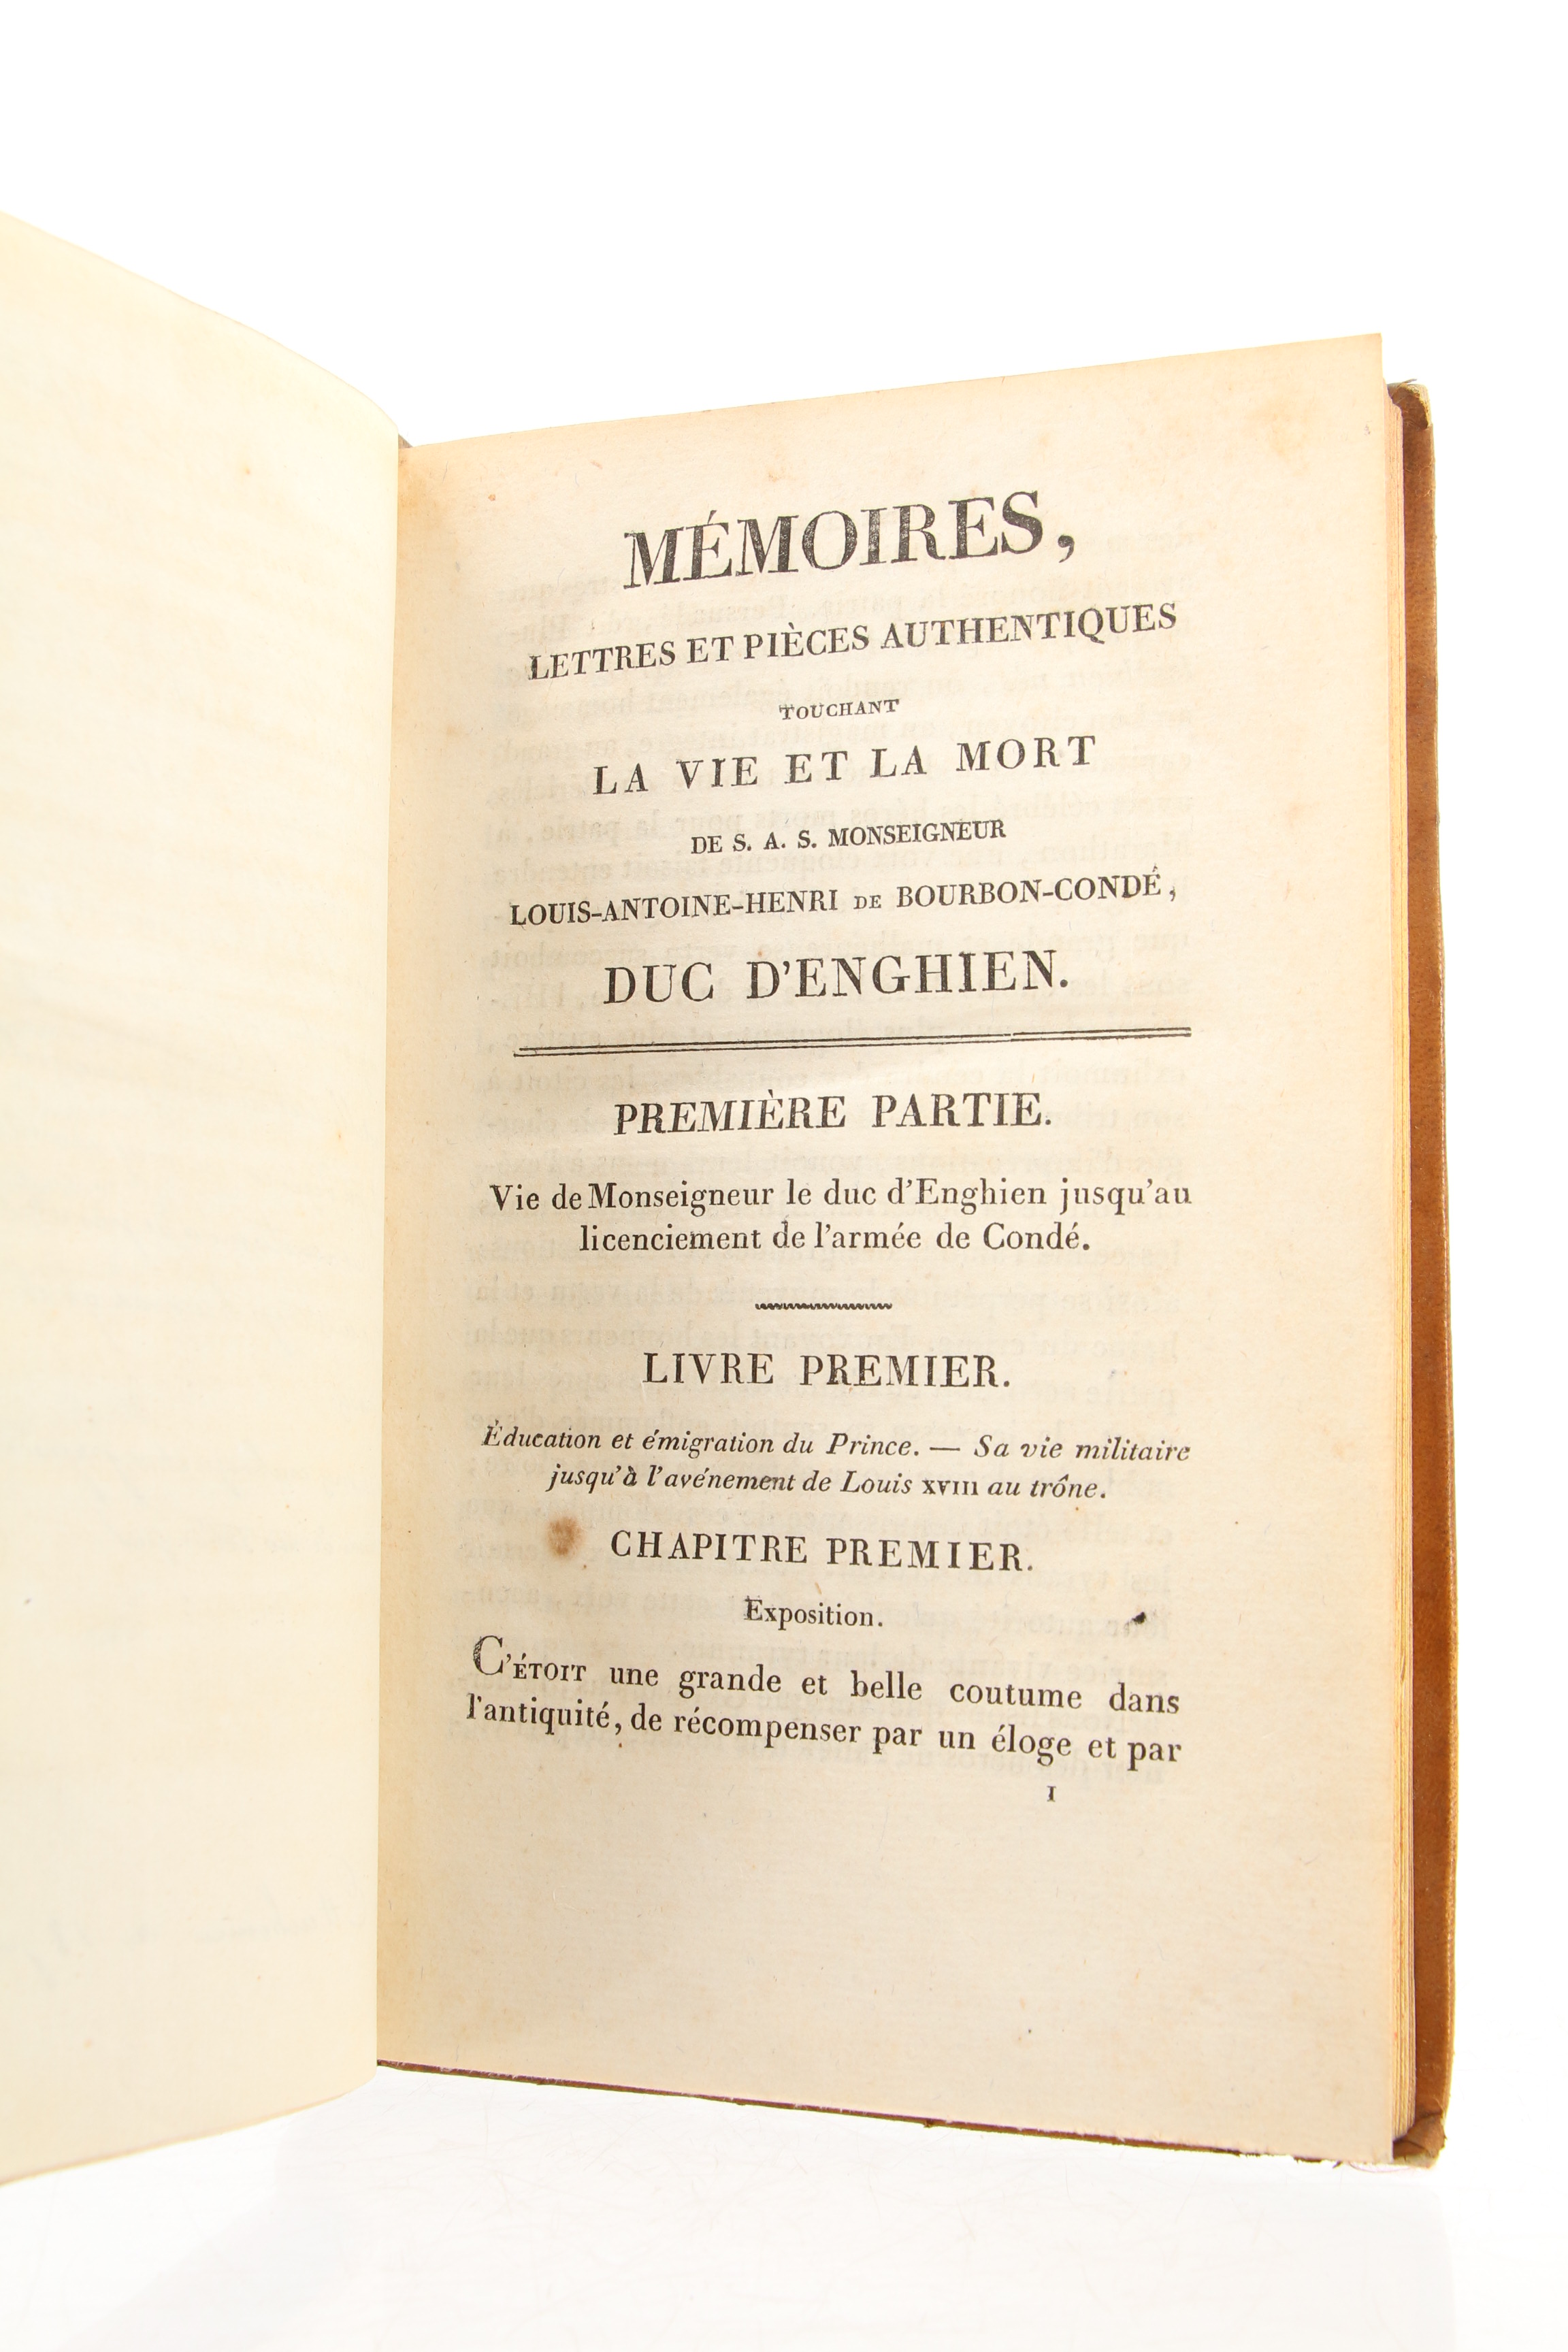 MÉMOIRES,
LETTRES ET PIÈCES AUTHENTIQUES
TOUCHANT
LA VIE ET LA MORT
DE S. A. S. MONSEIGNEUR
LOUIS-ANTOINE-HENRI DE BOURBON-CONDÉ,
DUC D'ENGHIEN.
PREMIÈRE PARTIE.
Vie de Monseigneur le duc d'Enghien jusqu'au
licenciement de l'armée de Condé.
LIVRE PREMIER.
Éducation et émigration du Prince. — Sa vie militaire
jusqu'à l'avénement de Louis XVIII au trône.
CHAPITRE PREMIER.
Exposition.
C'ÉTOIT une grande et belle coutume dans
l'antiquité, de récompenser par un éloge et par
1